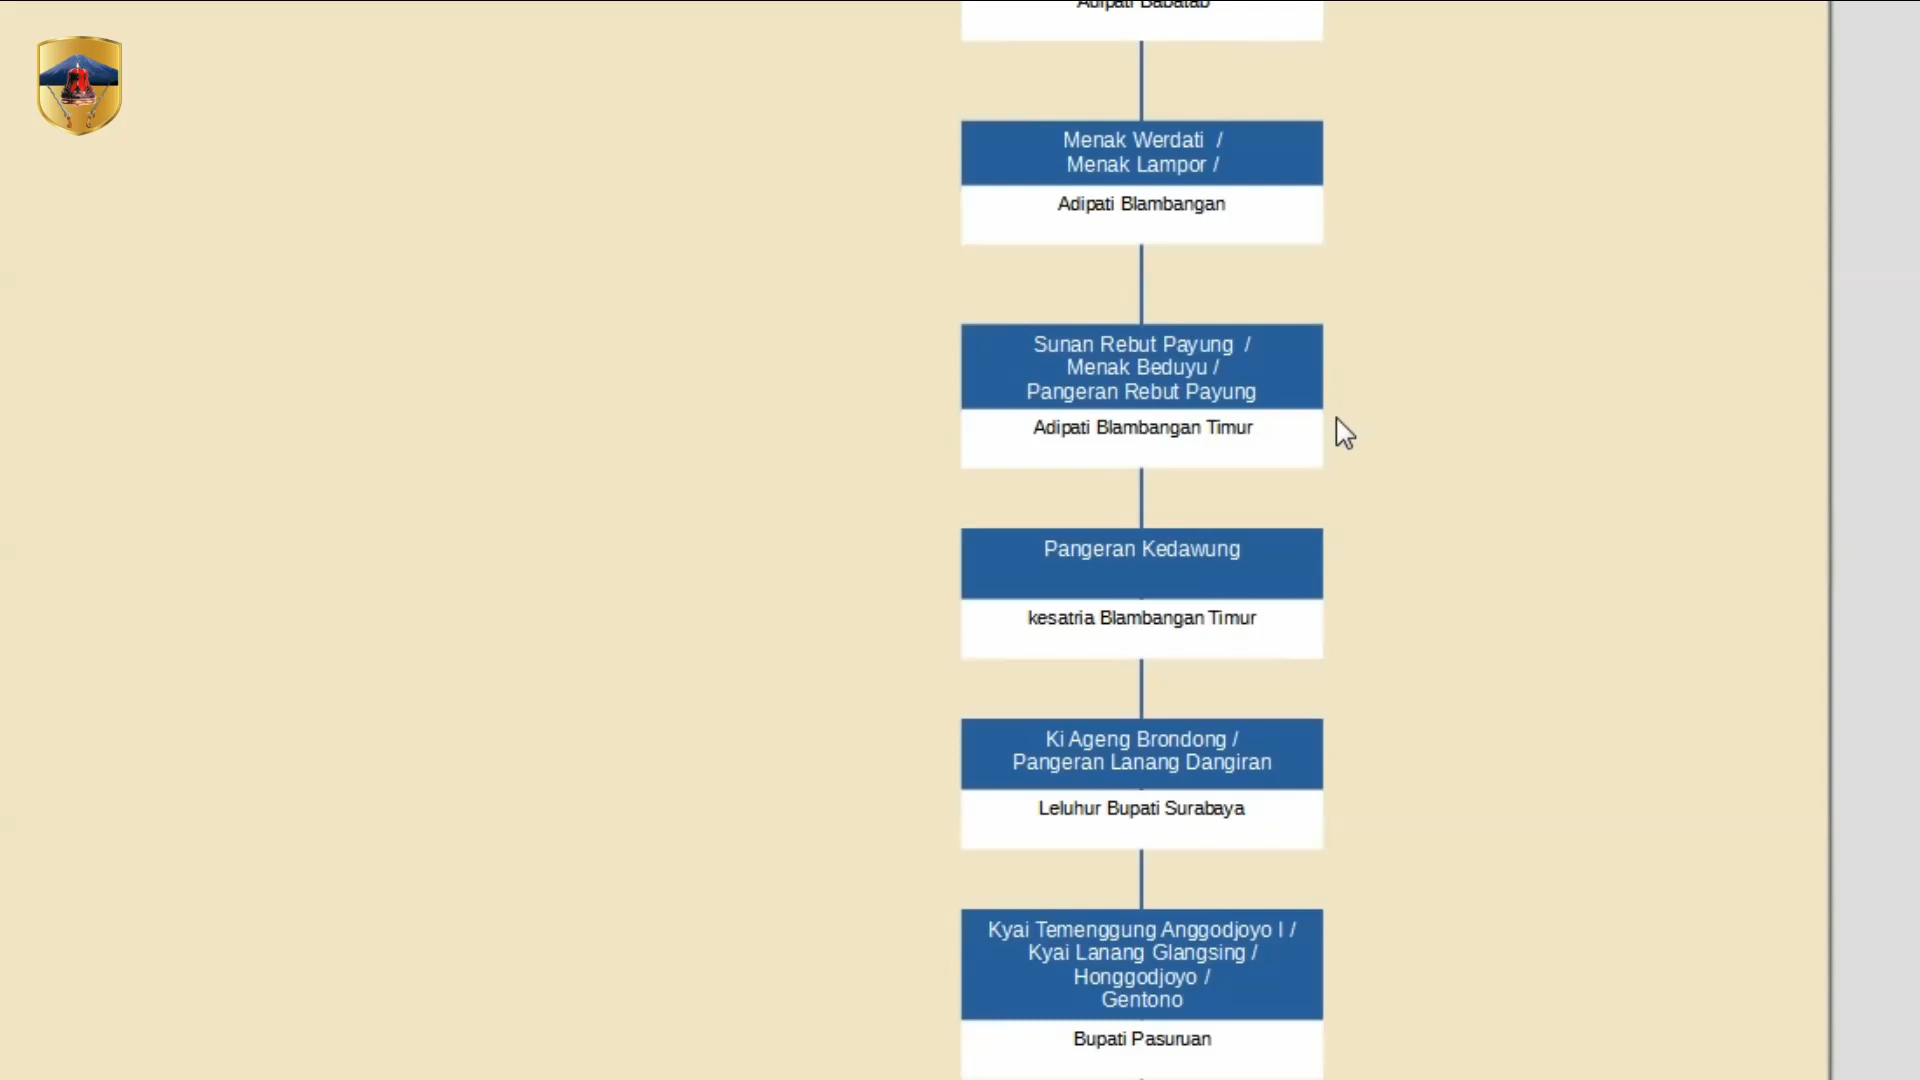 Adipati Babatab
Menak Werdati /
Menak Lampor /
Adipati Blambangan
Sunan Rebut Payung /
Menak Beduyu /
Pangeran Rebut Payung
Adipati Blambangan Timur
Pangeran Kedawung
kesatria Blambangan Timur
Ki Ageng Brondong /
Pangeran Lanang Dangiran
Leluhur Bupati Surabaya
Kyai Temenggung Anggodjoyo I /
Kyai Lanang Glangsing /
Honggodjoyo /
Gentono
Bupati Pasuruan